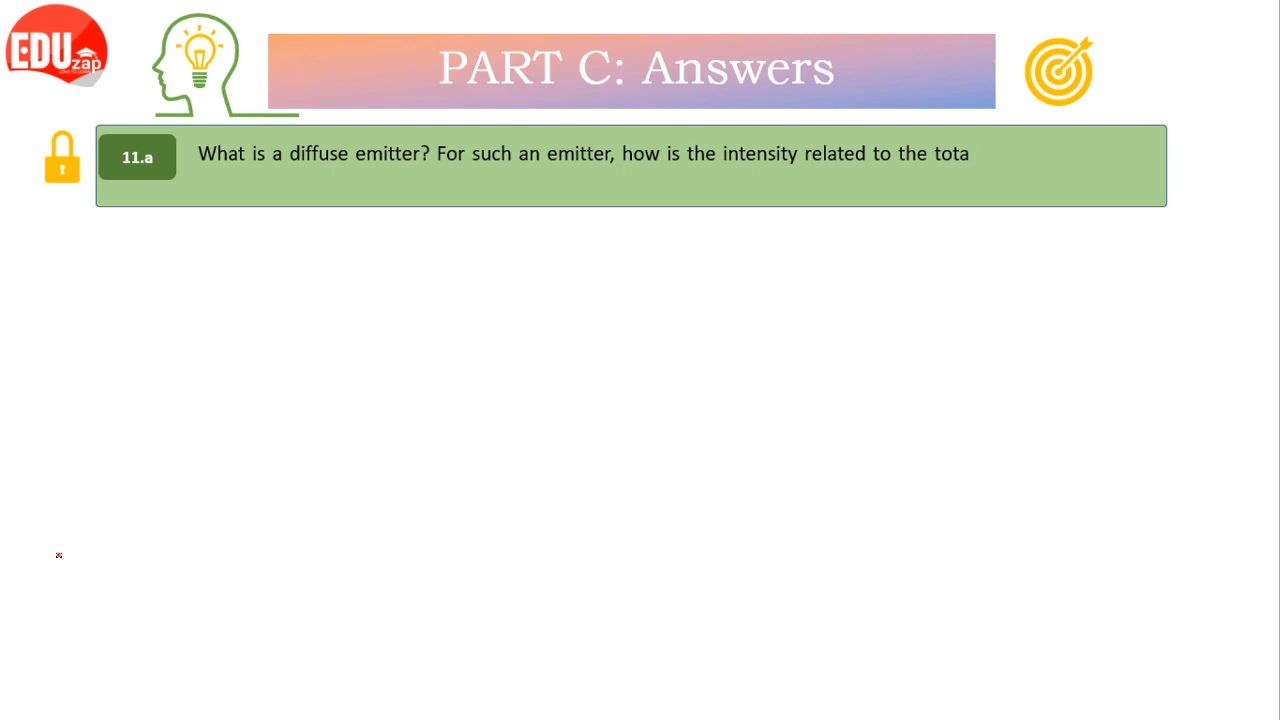 EDU
zap
PART C: Answers
11.a
What is a diffuse emitter? For such an emitter, how is the intensity related to the tota